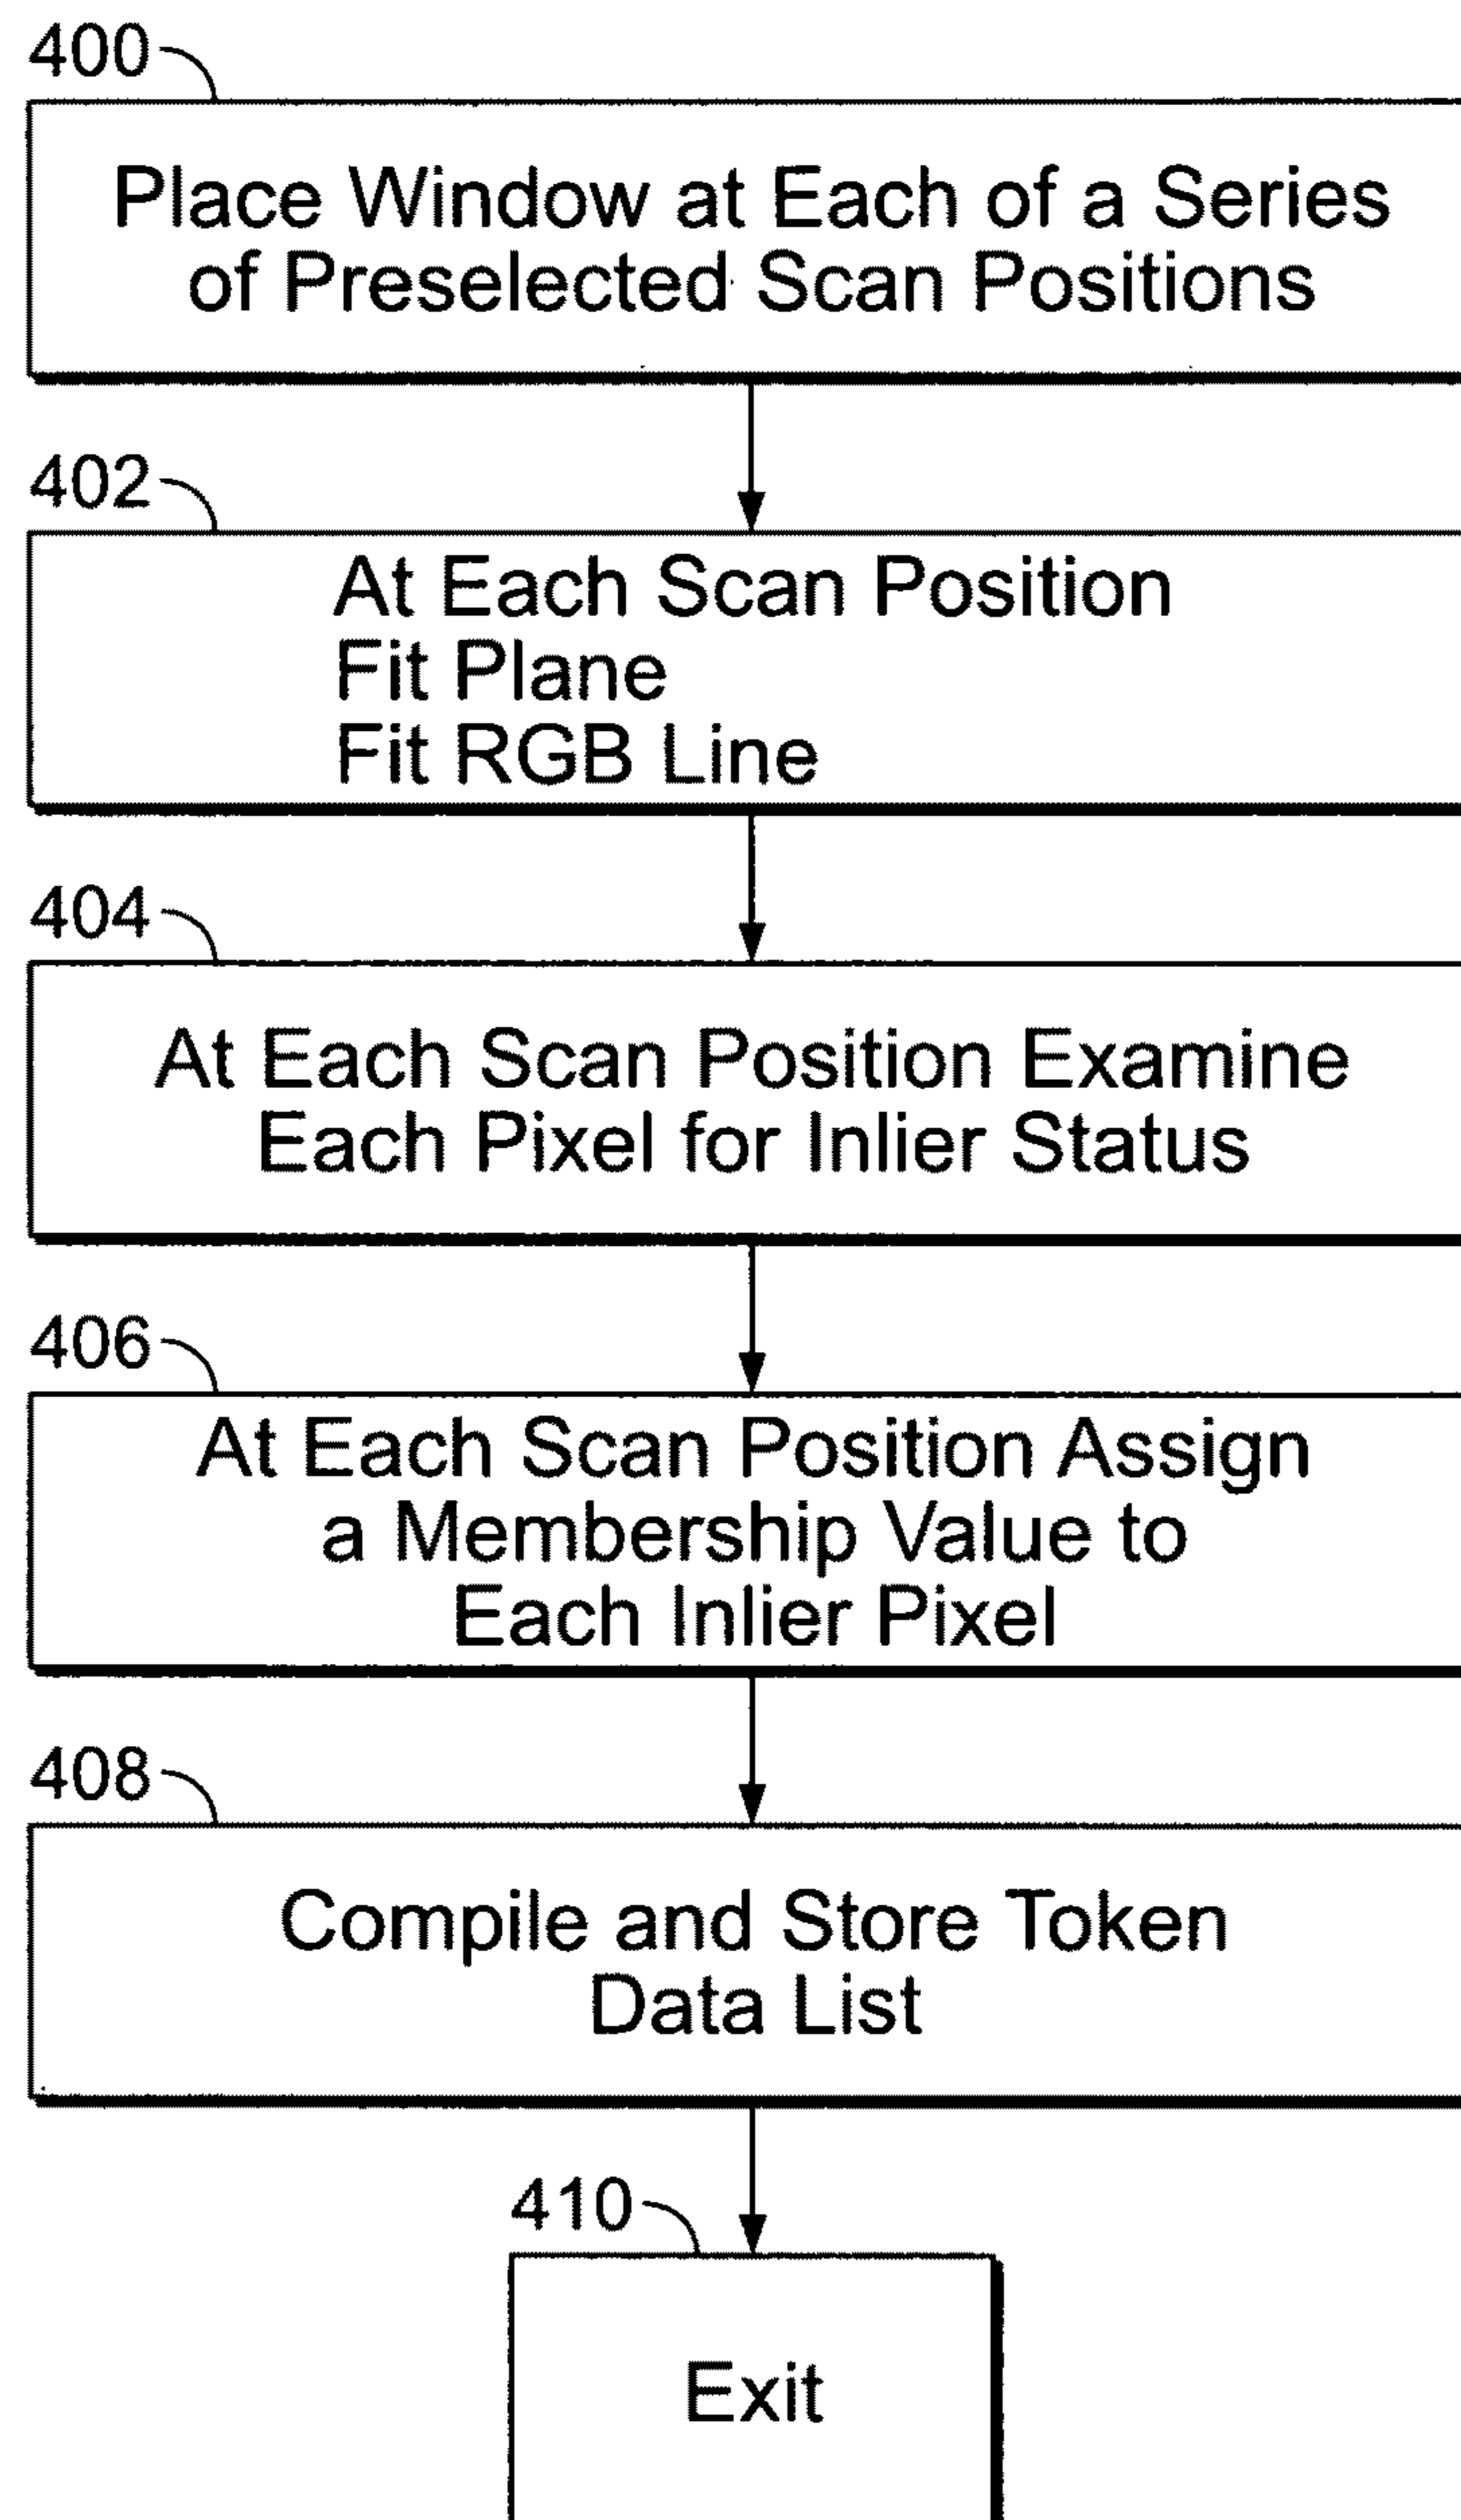 400
Place Window at Each of a Series
of Preselected Scan Positions
402
At Each Scan Position
Fit Plane
Fit RGB Line
404
At Each Scan Position Examine
Each Pixel for Inlier Status
406
At Each Scan Position Assign
a Membership Value to
Each Inlier Pixel
408
Compile and Store Token
Data List
410
Exit